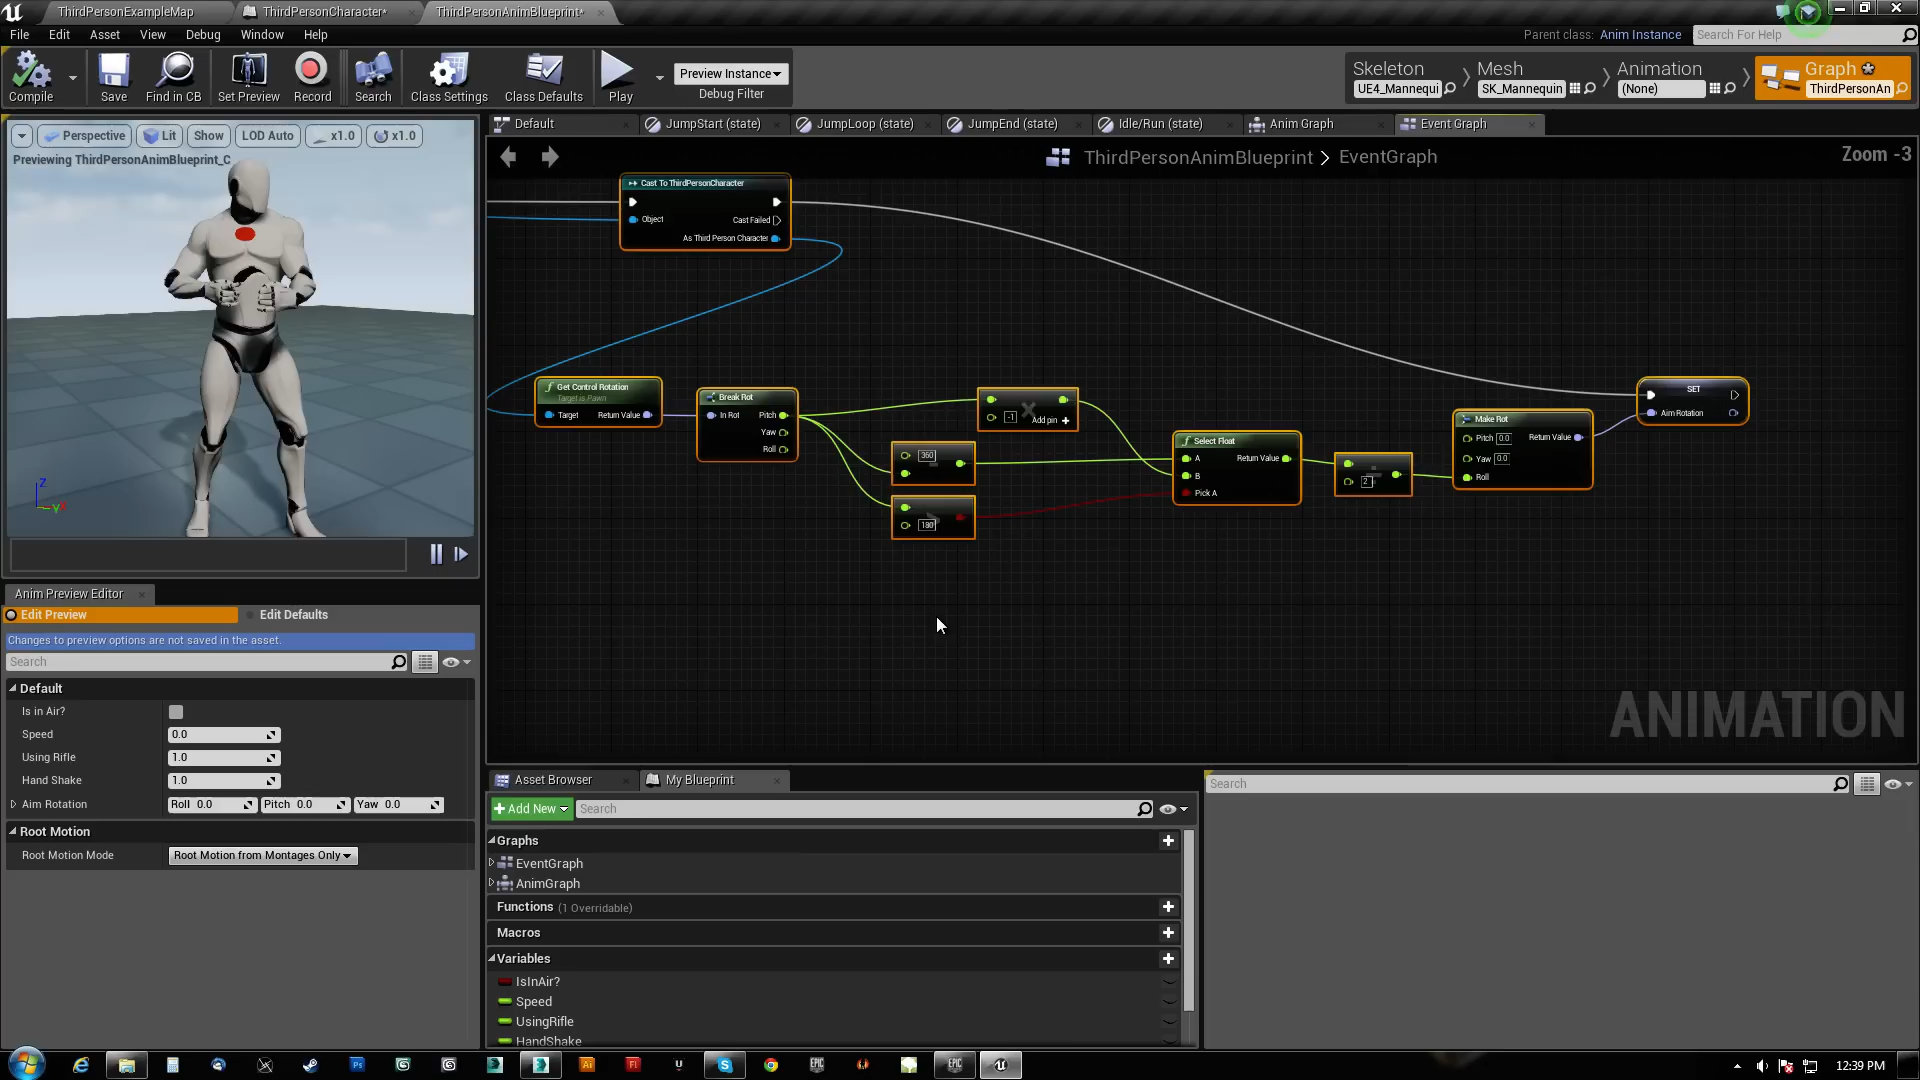 ThirdPersonExampleMap
ThirdPersonCharacter*
ThirdPersonAnimBlueprint*
File Edit Asset View Debug Window Help
Parent class: Anim Instance
Search For Help
Compile
Save
Find in CB
Set Preview
Record
Search
Class Settings
Class Defaults
Play
Preview Instance
Debug Filter
Skeleton
UE4_Mannequi
Mesh
SK_Mannequin
Animation
(None)
Graph
ThirdPersonAn
Perspective
Lit
Show
LOD Auto
x1.0
x1.0
Previewing ThirdPersonAnimBlueprint_C
Z
Y
Default
JumpStart (state)
JumpLoop (state)
JumpEnd (state)
Idle/Run (state)
Anim Graph
Event Graph
ThirdPersonAnimBlueprint > EventGraph
Zoom -3
Cast To ThirdPersonCharacter
Object
Cast Failed
As Third Person Character
Get Control Rotation
Target is Pawn
Target
Return Value
Break Rot
In Rot
Pitch
Yaw
Roll
-1
Add pin +
360
180
Select Float
A
B
Pick A
Return Value
2
Make Rot
Pitch 0.0
Yaw 0.0
Roll
Return Value
SET
Aim Rotation
ANIMATION
Anim Preview Editor
Edit Preview
Edit Defaults
Changes to preview options are not saved in the asset.
Search
Default
Is in Air?
Speed 0.0
Using Rifle 1.0
Hand Shake 1.0
Aim Rotation Roll 0.0 Pitch 0.0 Yaw 0.0
Root Motion
Root Motion Mode Root Motion from Montages Only
Asset Browser
My Blueprint
Add New
Search
Graphs
EventGraph
AnimGraph
Functions (1 Overridable)
Macros
Variables
IsInAir?
Speed
UsingRifle
HandShake
Search
Ps
Ai
Fl
S
EPIC
EPIC
12:39 PM